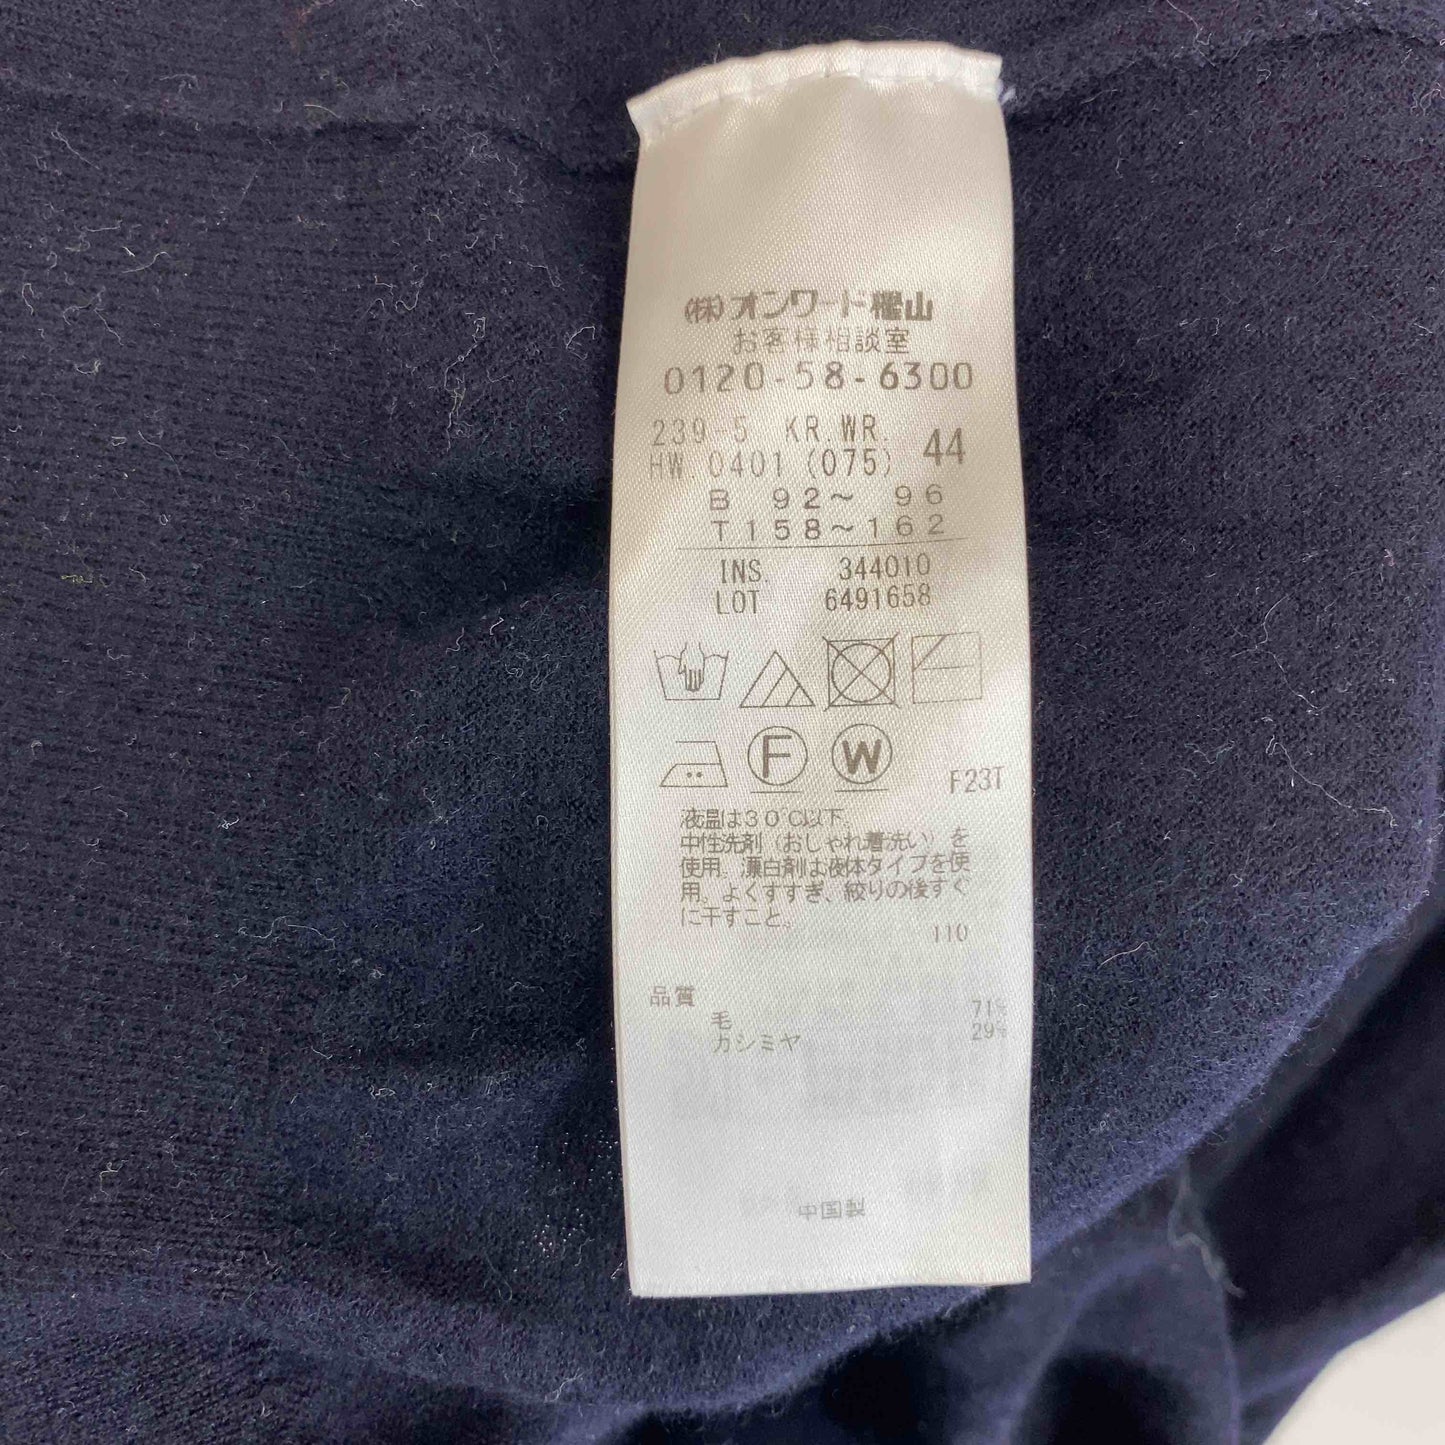 (株)オンワード樫山
お客様相談室
0120-58-6300
239-5 KR.WR. 44
HW.0401 (075)
B 92～ 96
T158～162
INS. 344010
LOT 6491658
F W
F23T
液温は30℃以下。
中性洗剤（おしゃれ着洗い）を
使用。漂白剤は液体タイプを使
用。よくすすぎ、絞りの後すぐ
に干すこと。
110
品質
毛 71%
カシミヤ 29%
中国製